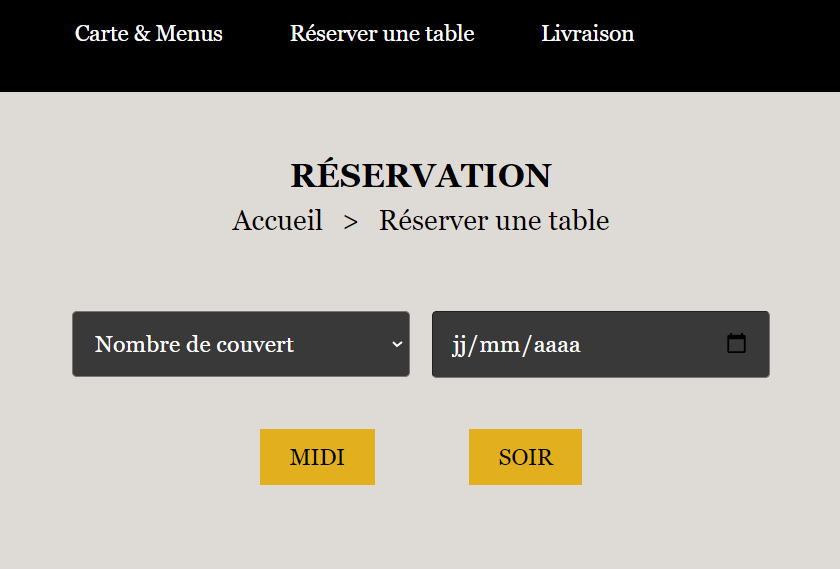 Carte & Menus Réserver une table Livraison
RÉSERVATION
Accueil > Réserver une table
Nombre de couvert jj/mm/aaaa
MIDI SOIR